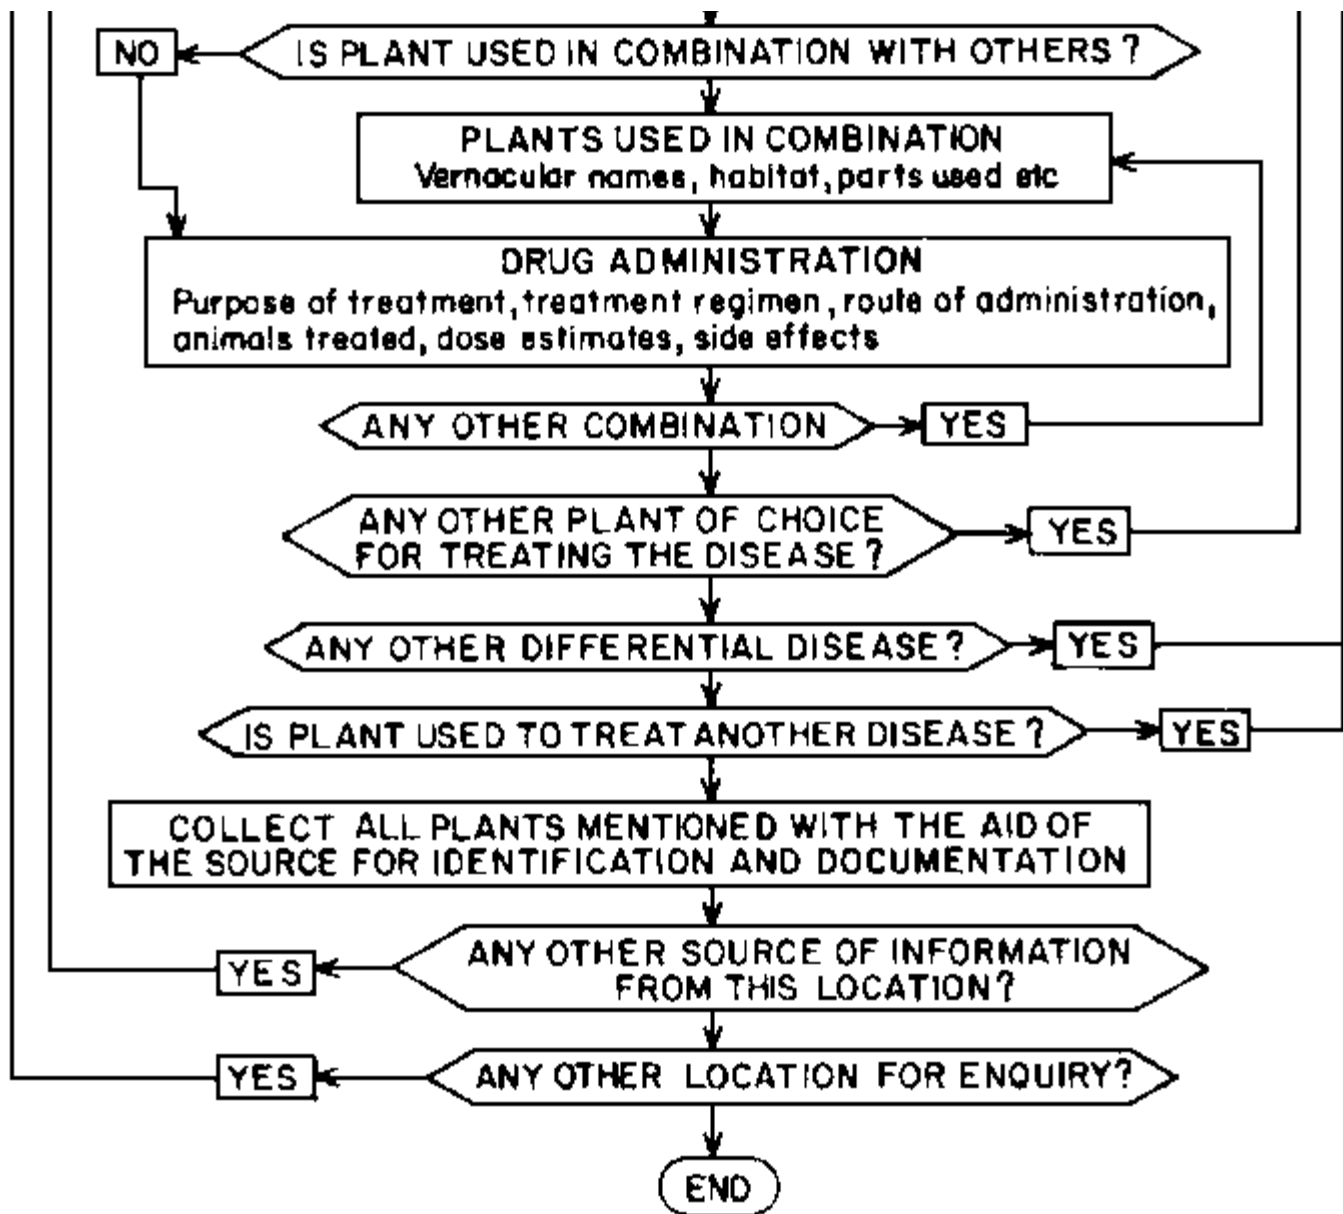 NO
IS PLANT USED IN COMBINATION WITH OTHERS ?
PLANTS USED IN COMBINATION
Vernacular names, habitat, parts used etc
DRUG ADMINISTRATION
Purpose of treatment, treatment regimen, route of administration,
animals treated, dose estimates, side effects
ANY OTHER COMBINATION
YES
ANY OTHER PLANT OF CHOICE
FOR TREATING THE DISEASE ?
YES
ANY OTHER DIFFERENTIAL DISEASE ?
YES
IS PLANT USED TO TREAT ANOTHER DISEASE ?
YES
COLLECT ALL PLANTS MENTIONED WITH THE AID OF
THE SOURCE FOR IDENTIFICATION AND DOCUMENTATION
YES
ANY OTHER SOURCE OF INFORMATION
FROM THIS LOCATION ?
YES
ANY OTHER LOCATION FOR ENQUIRY?
END